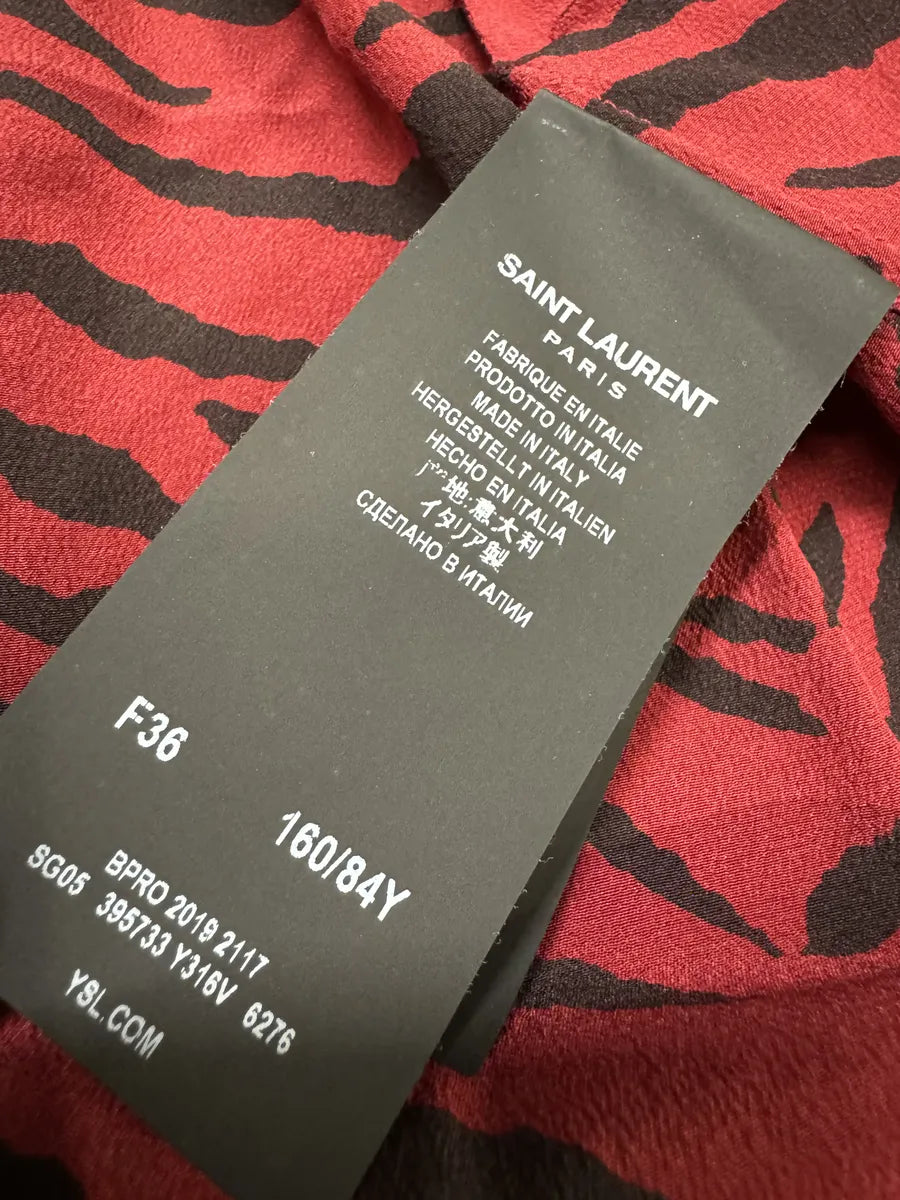 SAINT LAURENT
PARIS
FABRIQUE EN ITALIE
PRODOTTO IN ITALIA
MADE IN ITALY
HERGESTELLT IN ITALIEN
HECHO EN ITALIA
产地:意大利
イタリア製
СДЕЛАНО В ИТАЛИИ
F36
160/84Y
BPRO 2019 2117
SG05 395733 Y316V 6276
YSL.COM